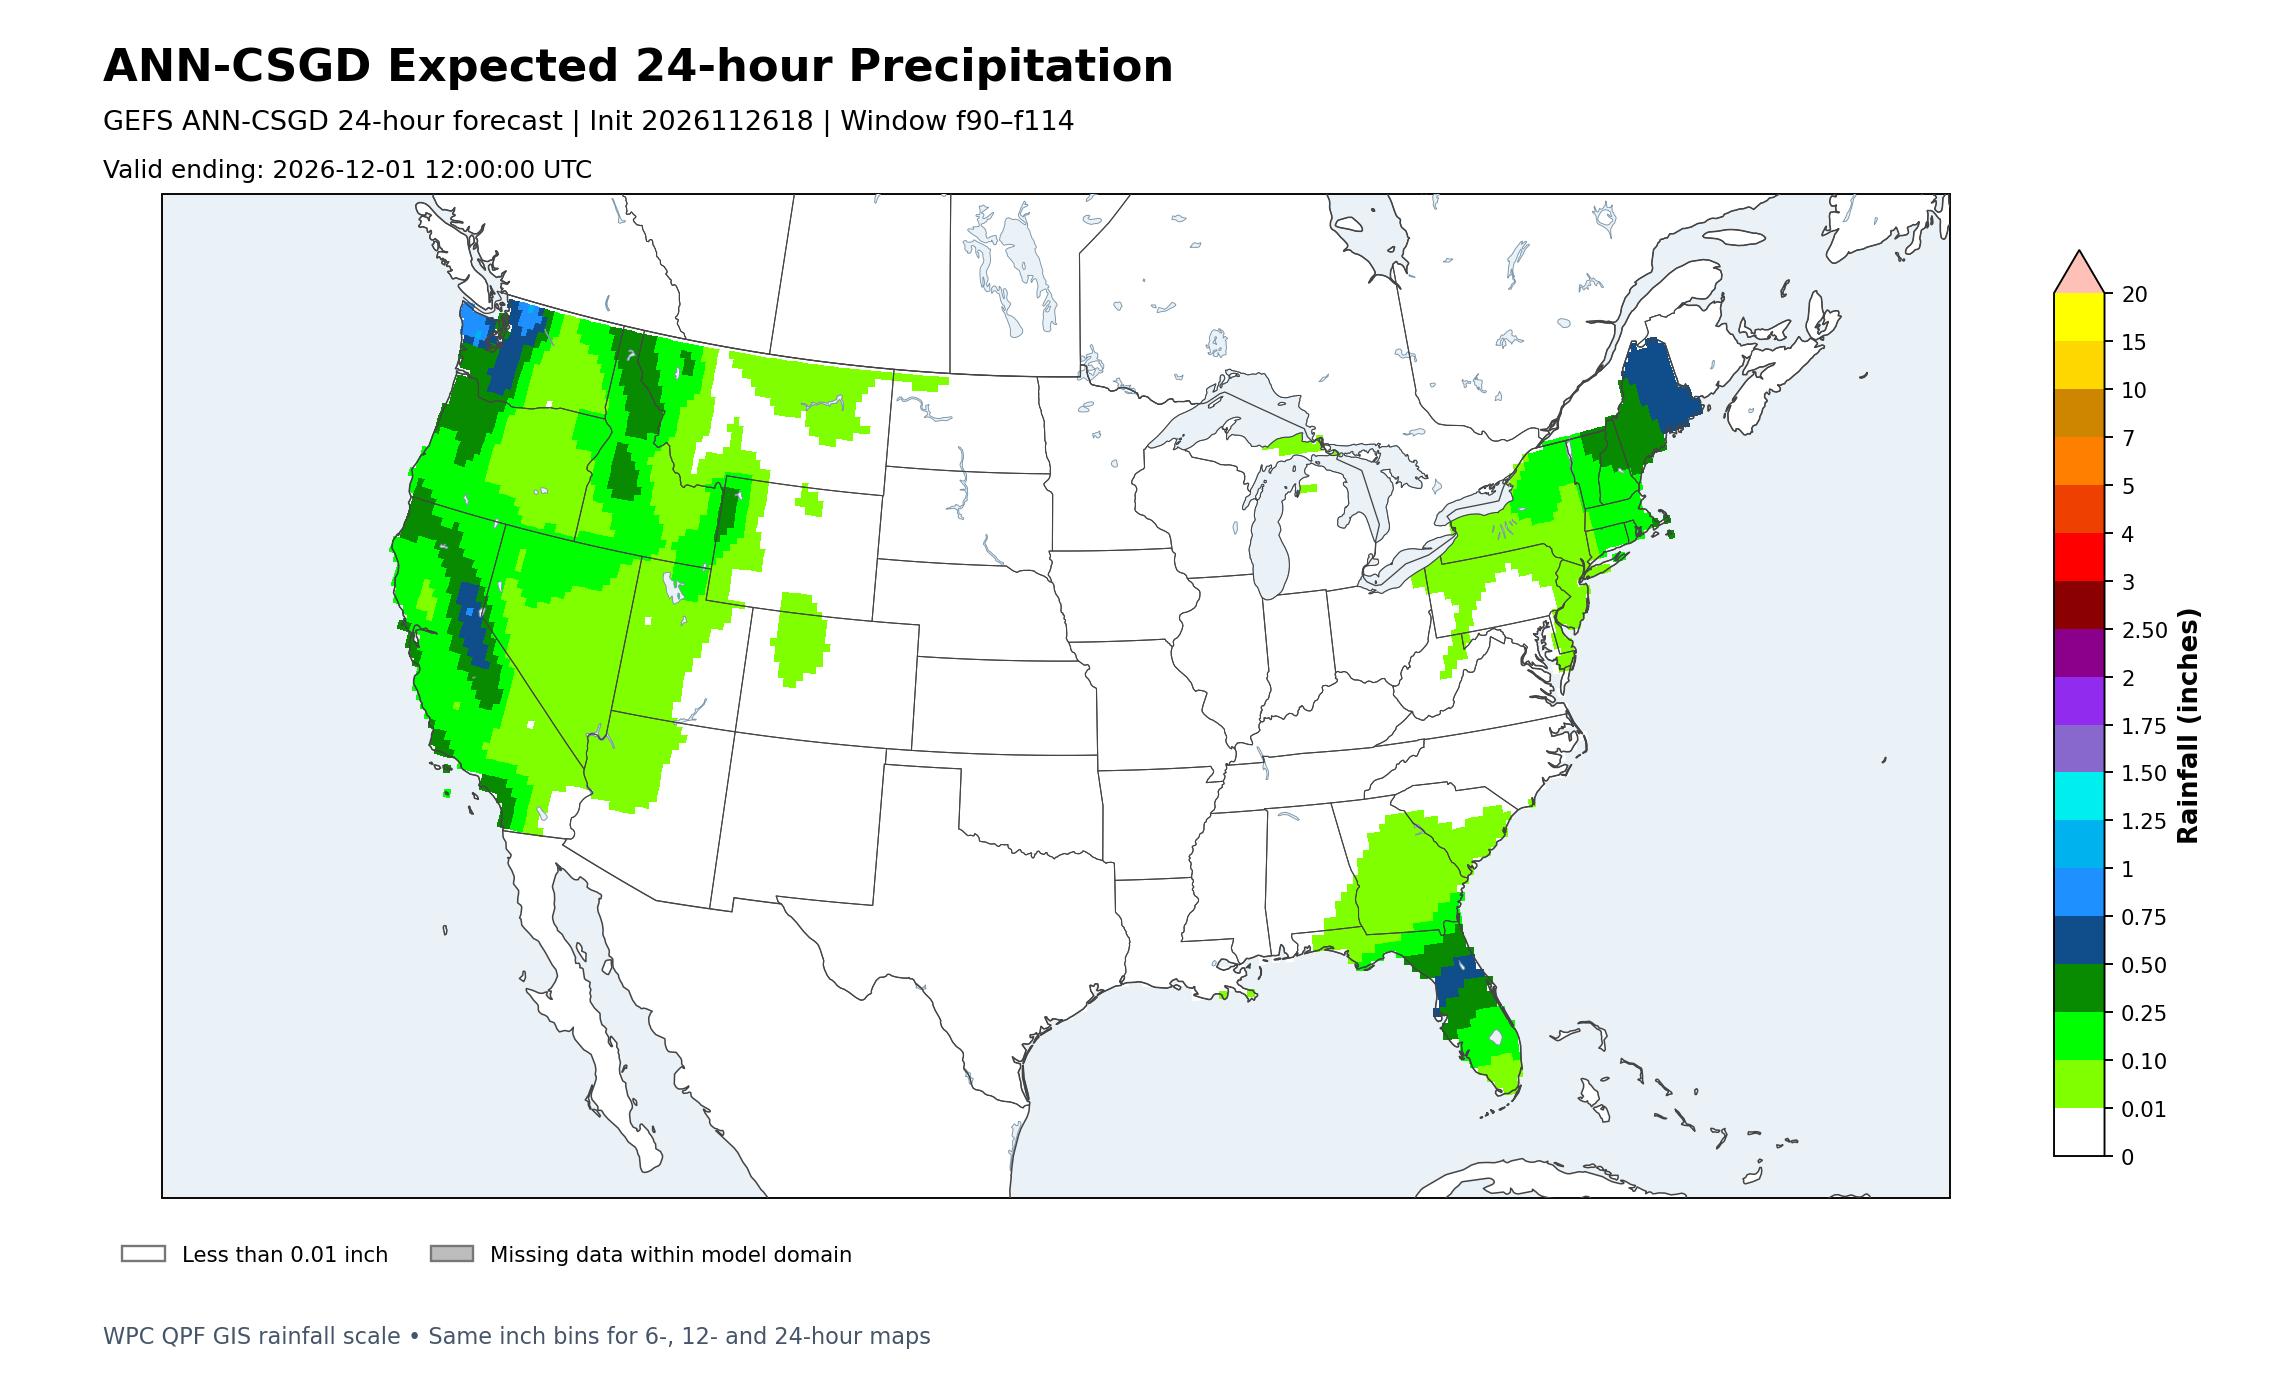 ANN-CSGD Expected 24-hour Precipitation
GEFS ANN-CSGD 24-hour forecast | Init 2026112618 | Window f90–f114
Valid ending: 2026-12-01 12:00:00 UTC
20
15
10
7
5
4
3
2.50
2
1.75
1.50
1.25
1
0.75
0.50
0.25
0.10
0.01
0
Rainfall (inches)
Less than 0.01 inch
Missing data within model domain
WPC QPF GIS rainfall scale • Same inch bins for 6-, 12- and 24-hour maps